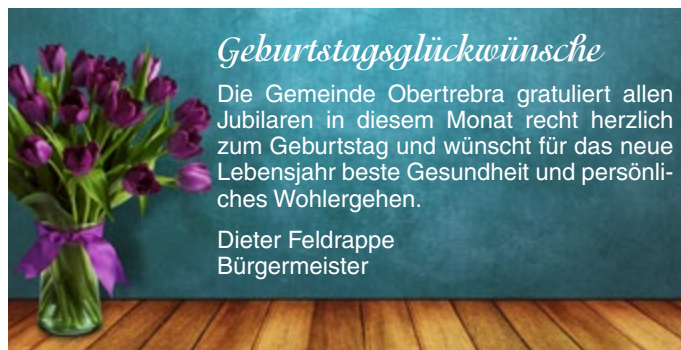 Geburtstagsglückwünsche
Die Gemeinde Obertrebra gratuliert allen
Jubilaren in diesem Monat recht herzlich
zum Geburtstag und wünscht für das neue
Lebensjahr beste Gesundheit und persönli-
ches Wohlergehen.
Dieter Feldrappe
Bürgermeister